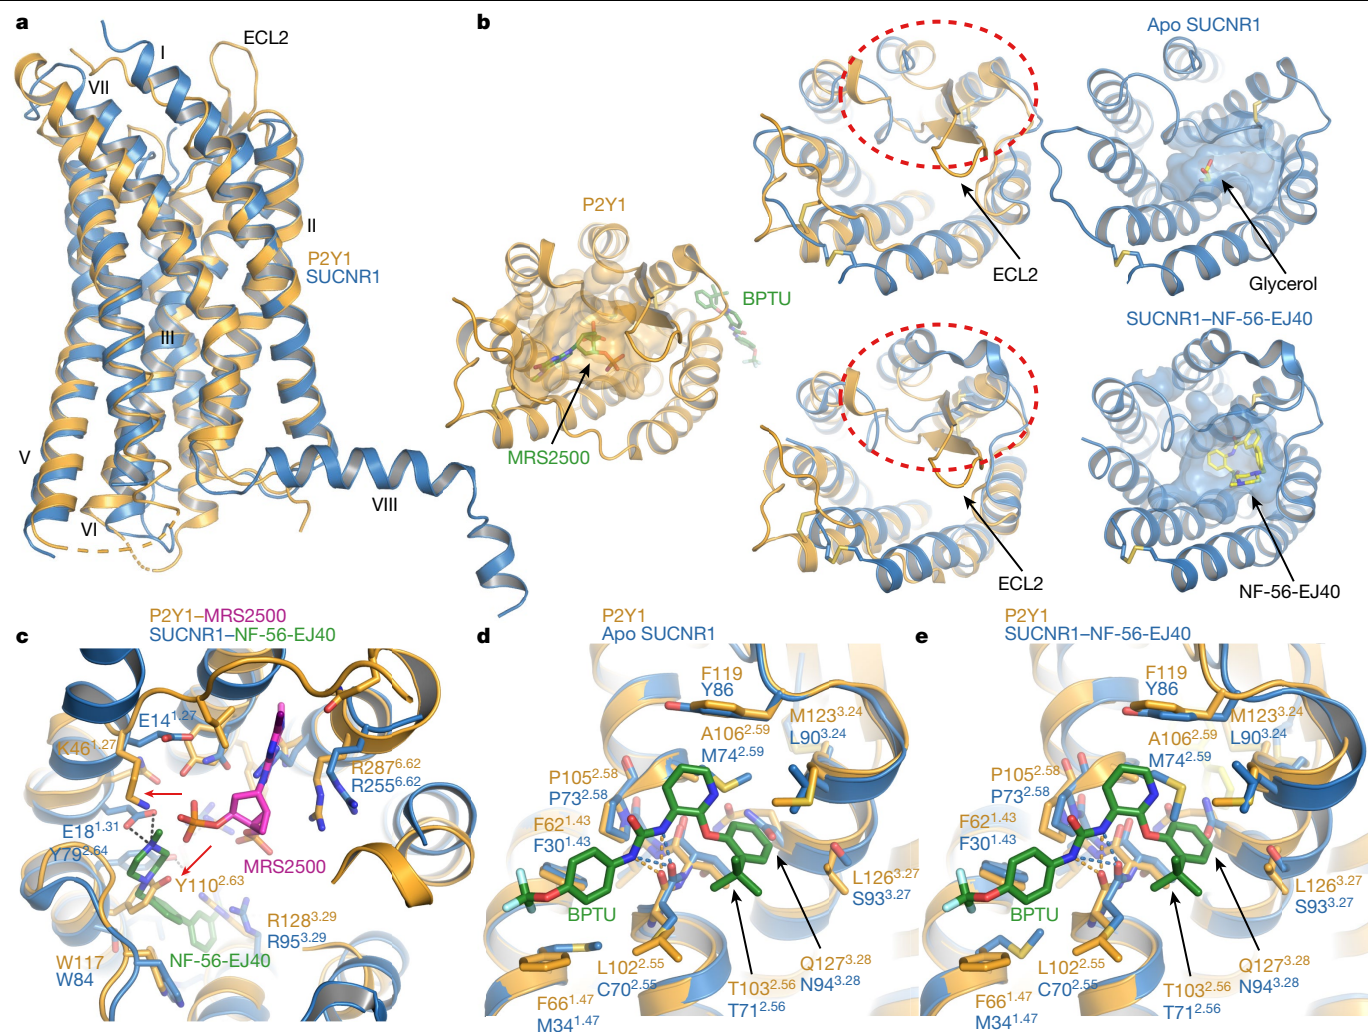 a
I
ECL2
VII
II
P2Y1
SUCNR1
III
V
VI
VIII
b
P2Y1
BPTU
MRS2500
ECL2
Apo SUCNR1
Glycerol
ECL2
SUCNR1–NF-56-EJ40
NF-56-EJ40
c
P2Y1–MRS2500
SUCNR1–NF-56-EJ40
E14^1.27
K46^1.27
R287^6.62
R255^6.62
E18^1.31
Y79^2.64
MRS2500
Y110^2.63
R128^3.29
R95^3.29
W117
W84
NF-56-EJ40
d
P2Y1
Apo SUCNR1
F119
Y86
M123^3.24
L90^3.24
A106^2.59
M74^2.59
P105^2.58
P73^2.58
F62^1.43
F30^1.43
L126^3.27
S93^3.27
BPTU
L102^2.55
C70^2.55
Q127^3.28
N94^3.28
T103^2.56
T71^2.56
F66^1.47
M34^1.47
e
P2Y1
SUCNR1–NF-56-EJ40
F119
Y86
M123^3.24
L90^3.24
A106^2.59
M74^2.59
P105^2.58
P73^2.58
F62^1.43
F30^1.43
L126^3.27
S93^3.27
BPTU
L102^2.55
C70^2.55
Q127^3.28
N94^3.28
T103^2.56
T71^2.56
F66^1.47
M34^1.47